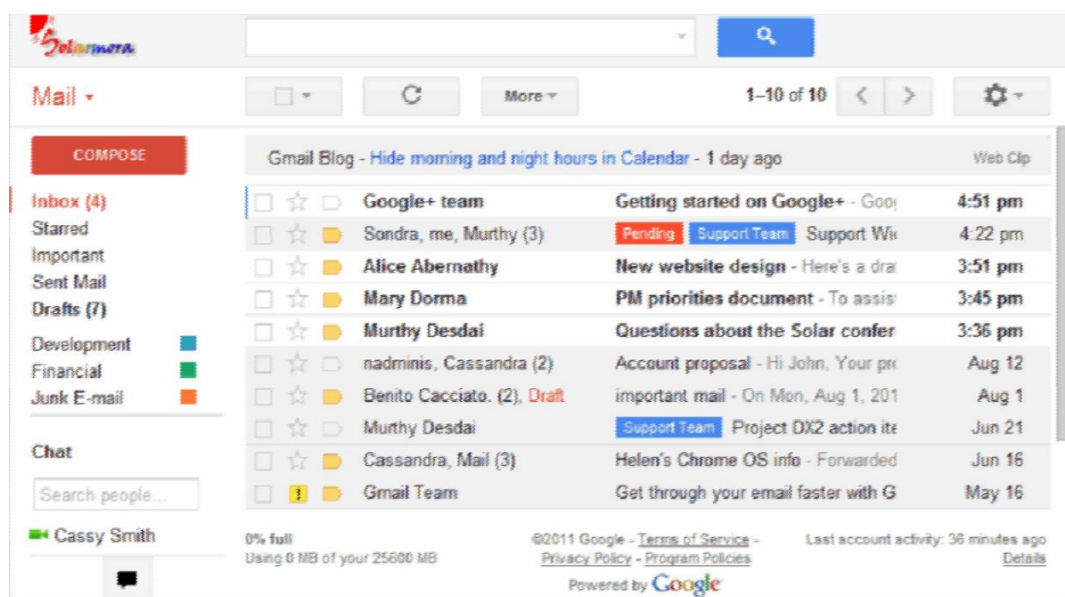 Solarmora
Mail
More
1–10 of 10
COMPOSE
Gmail Blog - Hide morning and night hours in Calendar - 1 day ago
Web Clip
Inbox (4)
Starred
Important
Sent Mail
Drafts (7)
Development
Financial
Junk E-mail
Chat
Search people...
Cassy Smith
Google+ team Getting started on Google+ - Goog 4:51 pm
Sondra, me, Murthy (3) Pending Support Team Support Wi 4:22 pm
Alice Abernathy New website design - Here's a dra 3:51 pm
Mary Dorma PM priorities document - To assis 3:45 pm
Murthy Desdai Questions about the Solar confer 3:36 pm
nadminis, Cassandra (2) Account proposal - Hi John, Your pro Aug 12
Benito Cacciato. (2), Draft important mail - On Mon, Aug 1, 201 Aug 1
Murthy Desdai Support Team Project DX2 action ite Jun 21
Cassandra, Mail (3) Helen's Chrome OS info - Forwarded Jun 16
Gmail Team Get through your email faster with G May 16
0% full
Using 0 MB of your 25600 MB
©2011 Google - Terms of Service -
Privacy Policy - Program Policies
Powered by Google
Last account activity: 36 minutes ago
Details